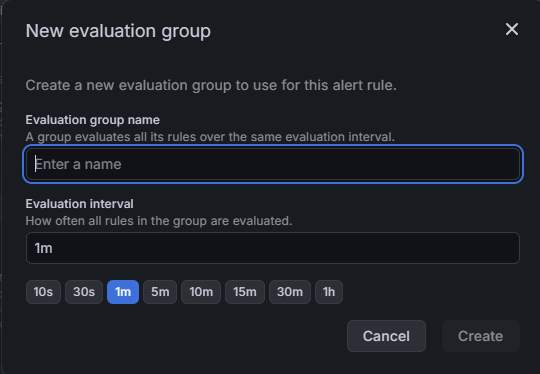 New evaluation group
Create a new evaluation group to use for this alert rule.
Evaluation group name
A group evaluates all its rules over the same evaluation interval.
Enter a name
Evaluation interval
How often all rules in the group are evaluated.
1m
10s 30s 1m 5m 10m 15m 30m 1h
Cancel Create